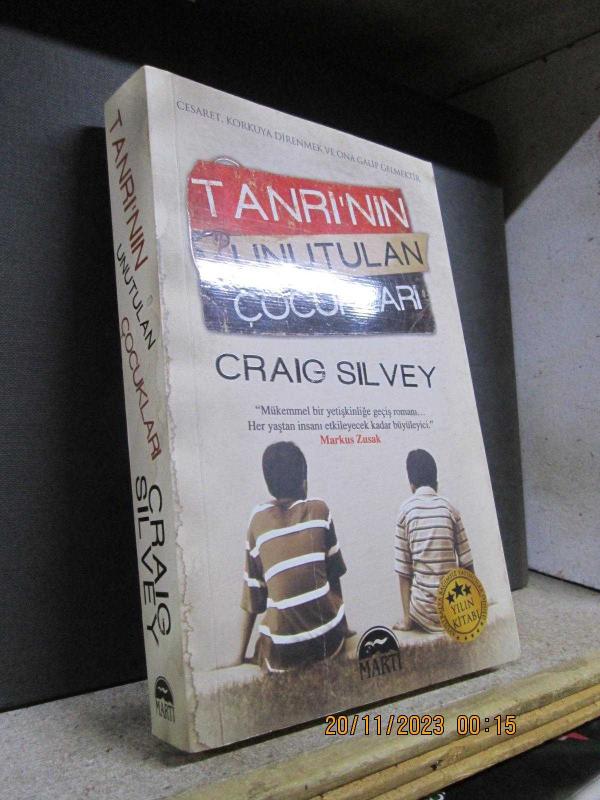 CESARET, KORKUYA DİRENMEK VE ONA GALİP GELMEKTİR
TANRI'NIN
UNUTULAN
ÇOCUKLARI
CRAIG SILVEY
“Mükemmel bir yetişkinliğe geçiş romanı...
Her yaştan insanı etkileyecek kadar büyüleyici.”
Markus Zusak
YILIN
KİTABI
MARTI
TANRI'NIN
UNUTULAN
ÇOCUKLARI
CRAIG
SILVEY
MARTI
20/11/2023 00:15